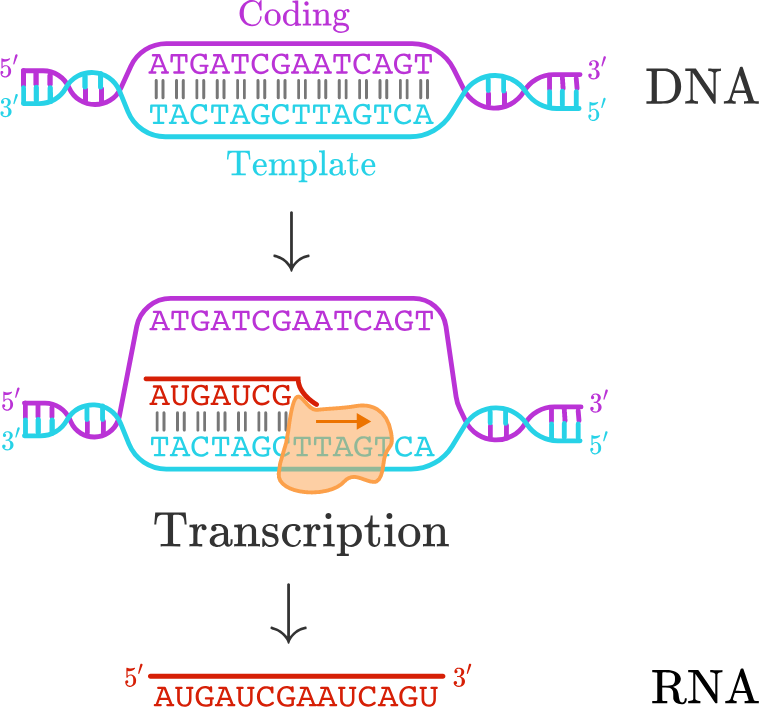 Coding
5′ ATGATCGAATCAGT 3′
DNA
3′ TACTAGCTTAGTCA 5′
Template
ATGATCGAATCAGT
AUGAUCG
5′ 3′
3′ TACTAGCTTAGTCA 5′
Transcription
5′ 3′
AUGAUCGAAUCAGU
RNA